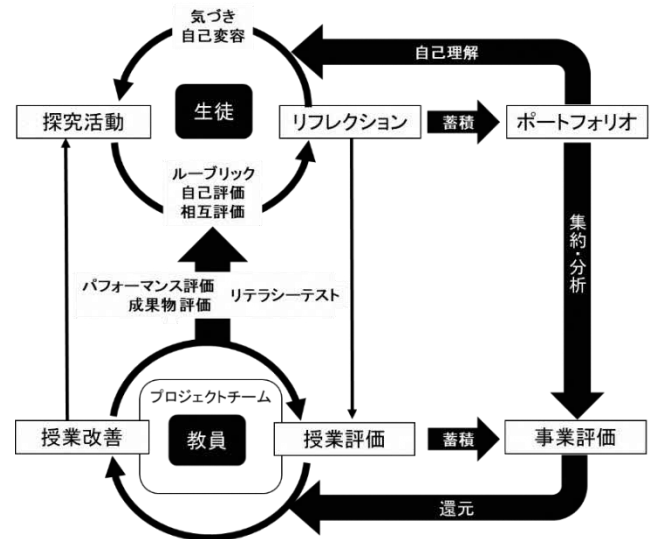 気づき
自己変容
自己理解
探究活動
生徒
リフレクション
蓄積
ポートフォリオ
ルーブリック
自己評価
相互評価
集約・分析
パフォーマンス評価
成果物評価
リテラシーテスト
プロジェクトチーム
授業改善
教員
授業評価
蓄積
事業評価
還元